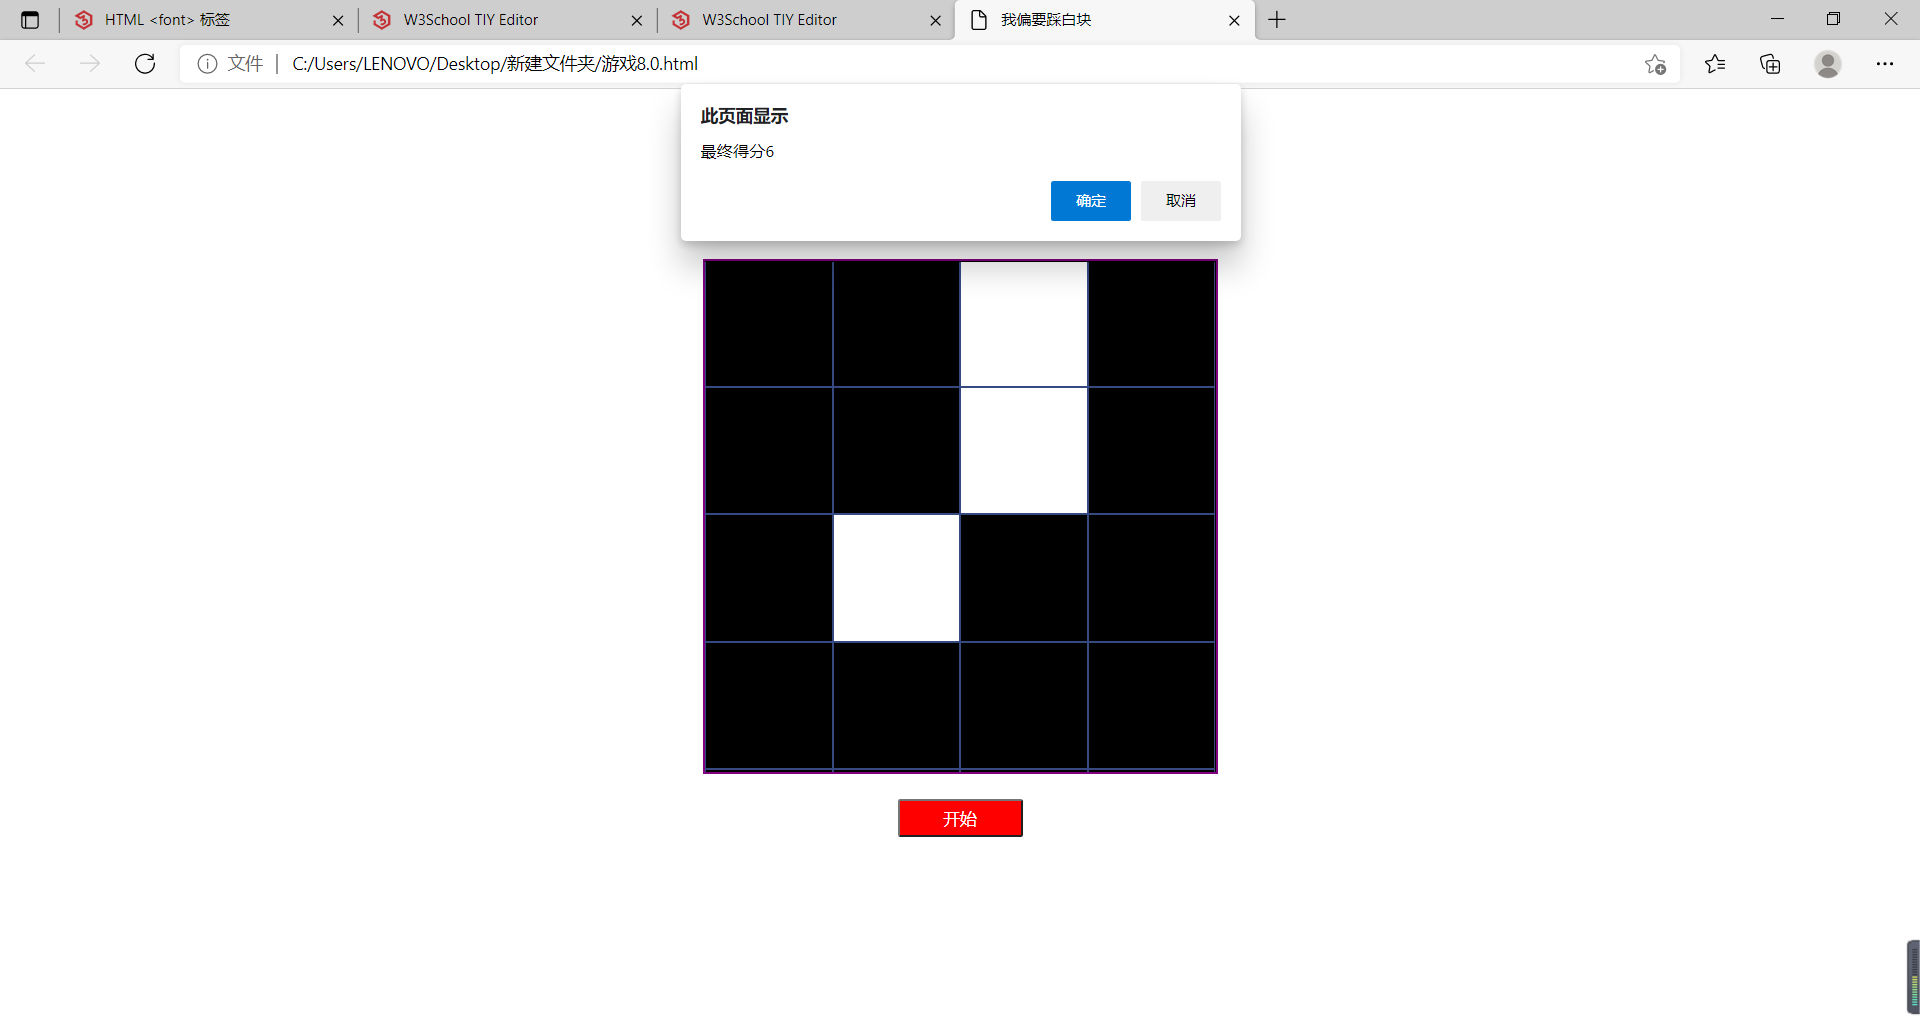 HTML <font> 标签
W3School TIY Editor
W3School TIY Editor
我偏要踩白块
文件
C:/Users/LENOVO/Desktop/新建文件夹/游戏8.0.html
此页面显示
最终得分6
确定
取消
开始